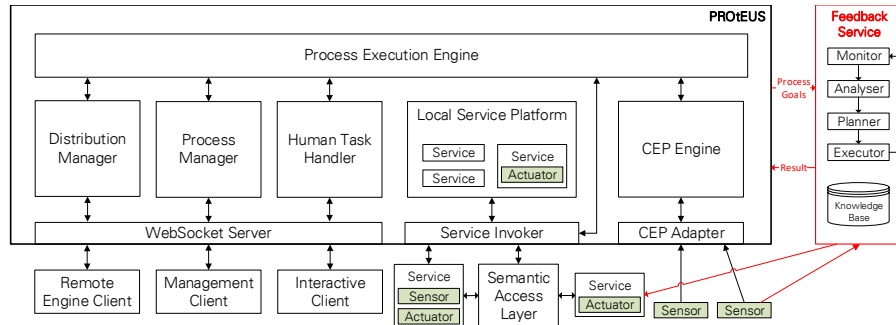 PROtEUS
Feedback
Service
Process Execution Engine
Monitor
Process
Goals
Analyser
Planner
Executor
Result
Knowledge
Base
Distribution
Manager
Process
Manager
Human Task
Handler
Local Service Platform
Service
Service
Service
Actuator
CEP Engine
WebSocket Server
Service Invoker
CEP Adapter
Remote
Engine Client
Management
Client
Interactive
Client
Service
Sensor
Actuator
Semantic
Access
Layer
Service
Actuator
Sensor
Sensor